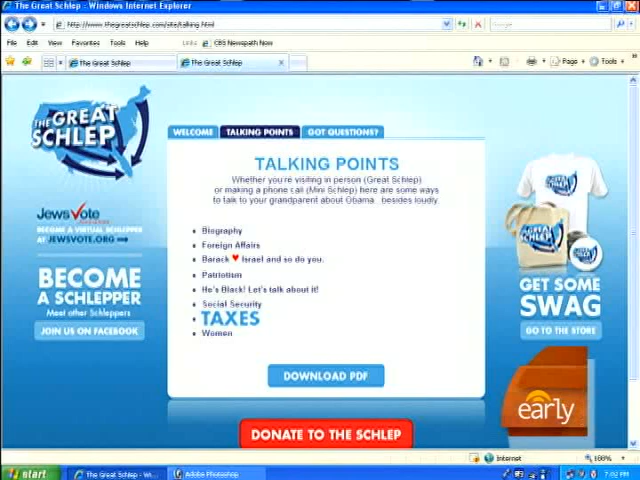 The Great Schlep - Windows Internet Explorer
http://www.thegreatschlep.com/site/talking.html
File Edit View Favorites Tools Help Links CBS Newspath Now
The Great Schlep The Great Schlep Page Tools
THE GREAT SCHLEP
WELCOME TALKING POINTS GOT QUESTIONS?
TALKING POINTS
Whether you're visiting in person (Great Schlep)
or making a phone call (Mini Schlep) here are some ways
to talk to your grandparent about Obama... besides loudly.
Biography
Foreign Affairs
Barack ♥ Israel and so do you.
Patriotism
He's Black! Let's talk about it!
Social Security
TAXES
Women
DOWNLOAD PDF
DONATE TO THE SCHLEP
JewsVote
BECOME A VIRTUAL SCHLEPPER
AT JEWSVOTE.ORG
BECOME
A SCHLEPPER
Meet other Schleppers
JOIN US ON FACEBOOK
GET SOME
SWAG
GO TO THE STORE
early
Internet 100%
start The Great Schlep - Wi... Adobe Photoshop 7:02 PM